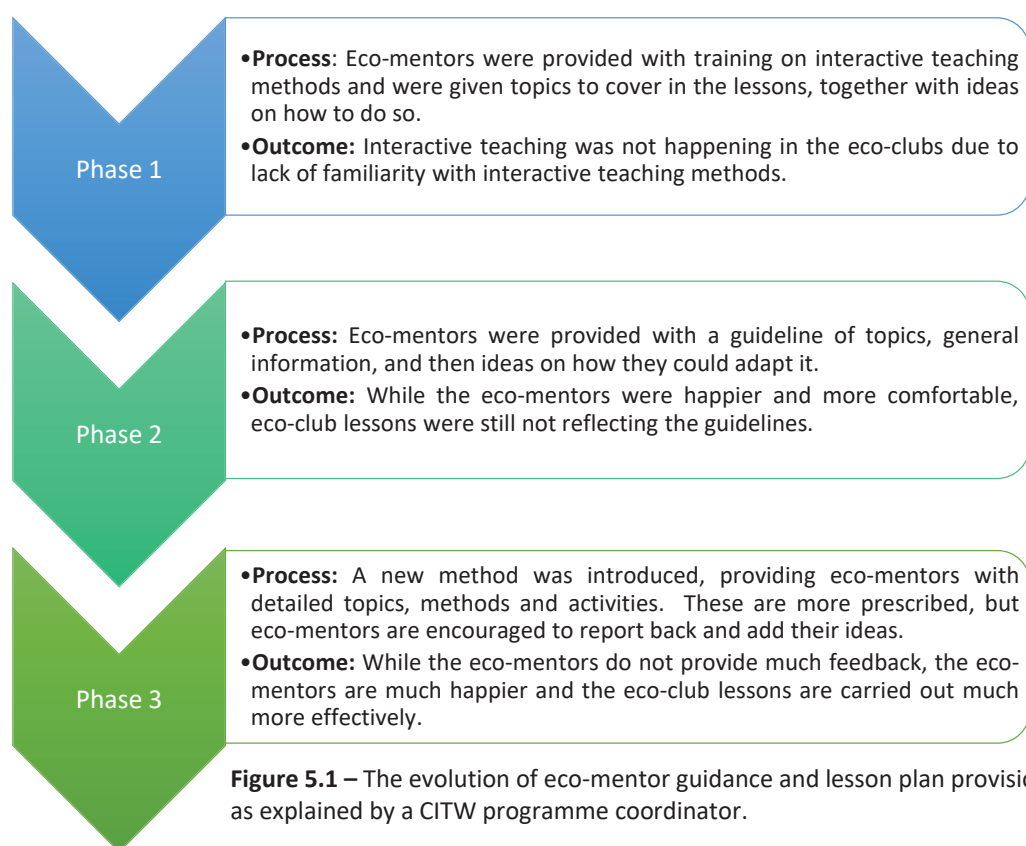 Phase 1
•Process: Eco-mentors were provided with training on interactive teaching
methods and were given topics to cover in the lessons, together with ideas
on how to do so.
•Outcome: Interactive teaching was not happening in the eco-clubs due to
lack of familiarity with interactive teaching methods.
Phase 2
•Process: Eco-mentors were provided with a guideline of topics, general
information, and then ideas on how they could adapt it.
•Outcome: While the eco-mentors were happier and more comfortable,
eco-club lessons were still not reflecting the guidelines.
Phase 3
•Process: A new method was introduced, providing eco-mentors with
detailed topics, methods and activities. These are more prescribed, but
eco-mentors are encouraged to report back and add their ideas.
•Outcome: While the eco-mentors do not provide much feedback, the eco-
mentors are much happier and the eco-club lessons are carried out much
more effectively.
Figure 5.1 – The evolution of eco-mentor guidance and lesson plan provisi
as explained by a CITW programme coordinator.